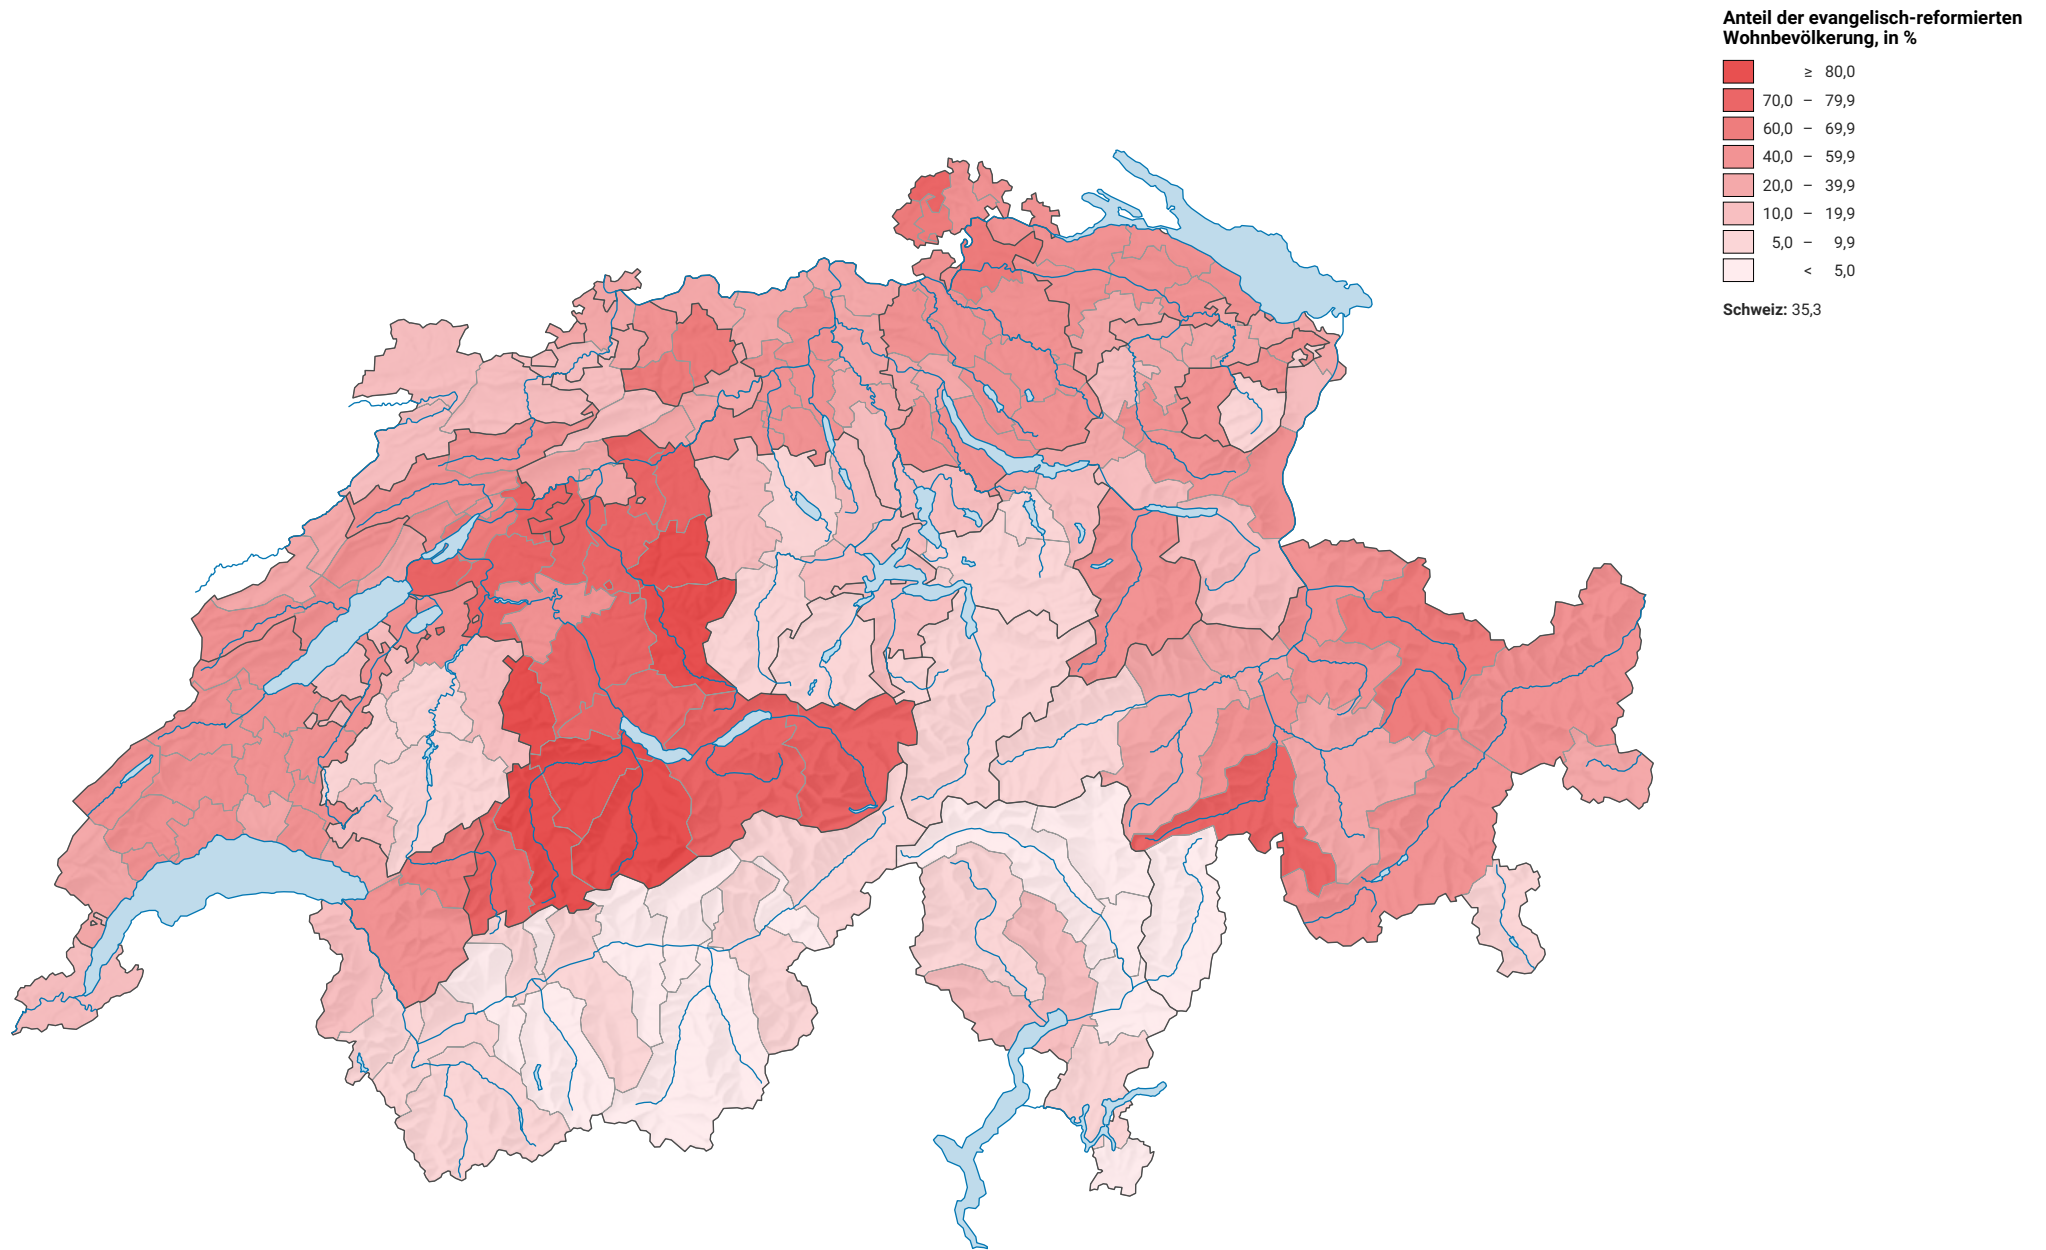 Anteil der evangelisch-reformierten
Wohnbevölkerung, in %
≥ 80,0
70,0 – 79,9
60,0 – 69,9
40,0 – 59,9
20,0 – 39,9
10,0 – 19,9
5,0 – 9,9
< 5,0
Schweiz: 35,3